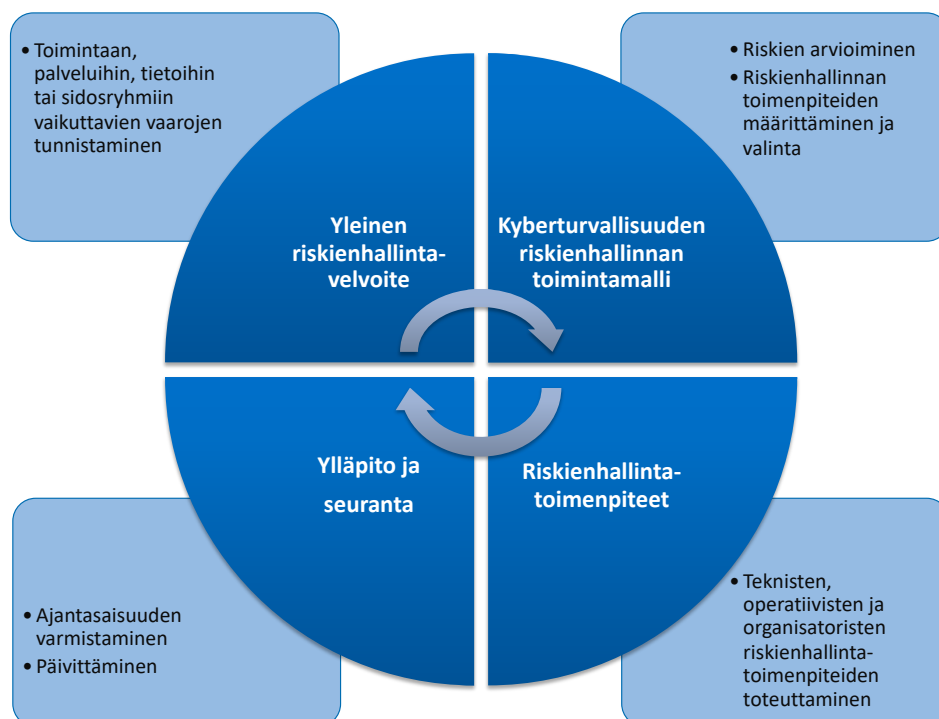 • Toimintaan,
palveluihin, tietoihin
tai sidosryhmiin
vaikuttavien vaarojen
tunnistaminen
• Riskien arvioiminen
• Riskienhallinnan
toimenpiteiden
määrittäminen ja
valinta
Yleinen
riskienhallinta-
velvoite
Kyberturvallisuuden
riskienhallinnan
toimintamalli
Ylläpito ja
seuranta
Riskienhallinta-
toimenpiteet
• Ajantasaisuuden
varmistaminen
• Päivittäminen
• Teknisten,
operatiivisten ja
organisatoristen
riskienhallinta-
toimenpiteiden
toteuttaminen